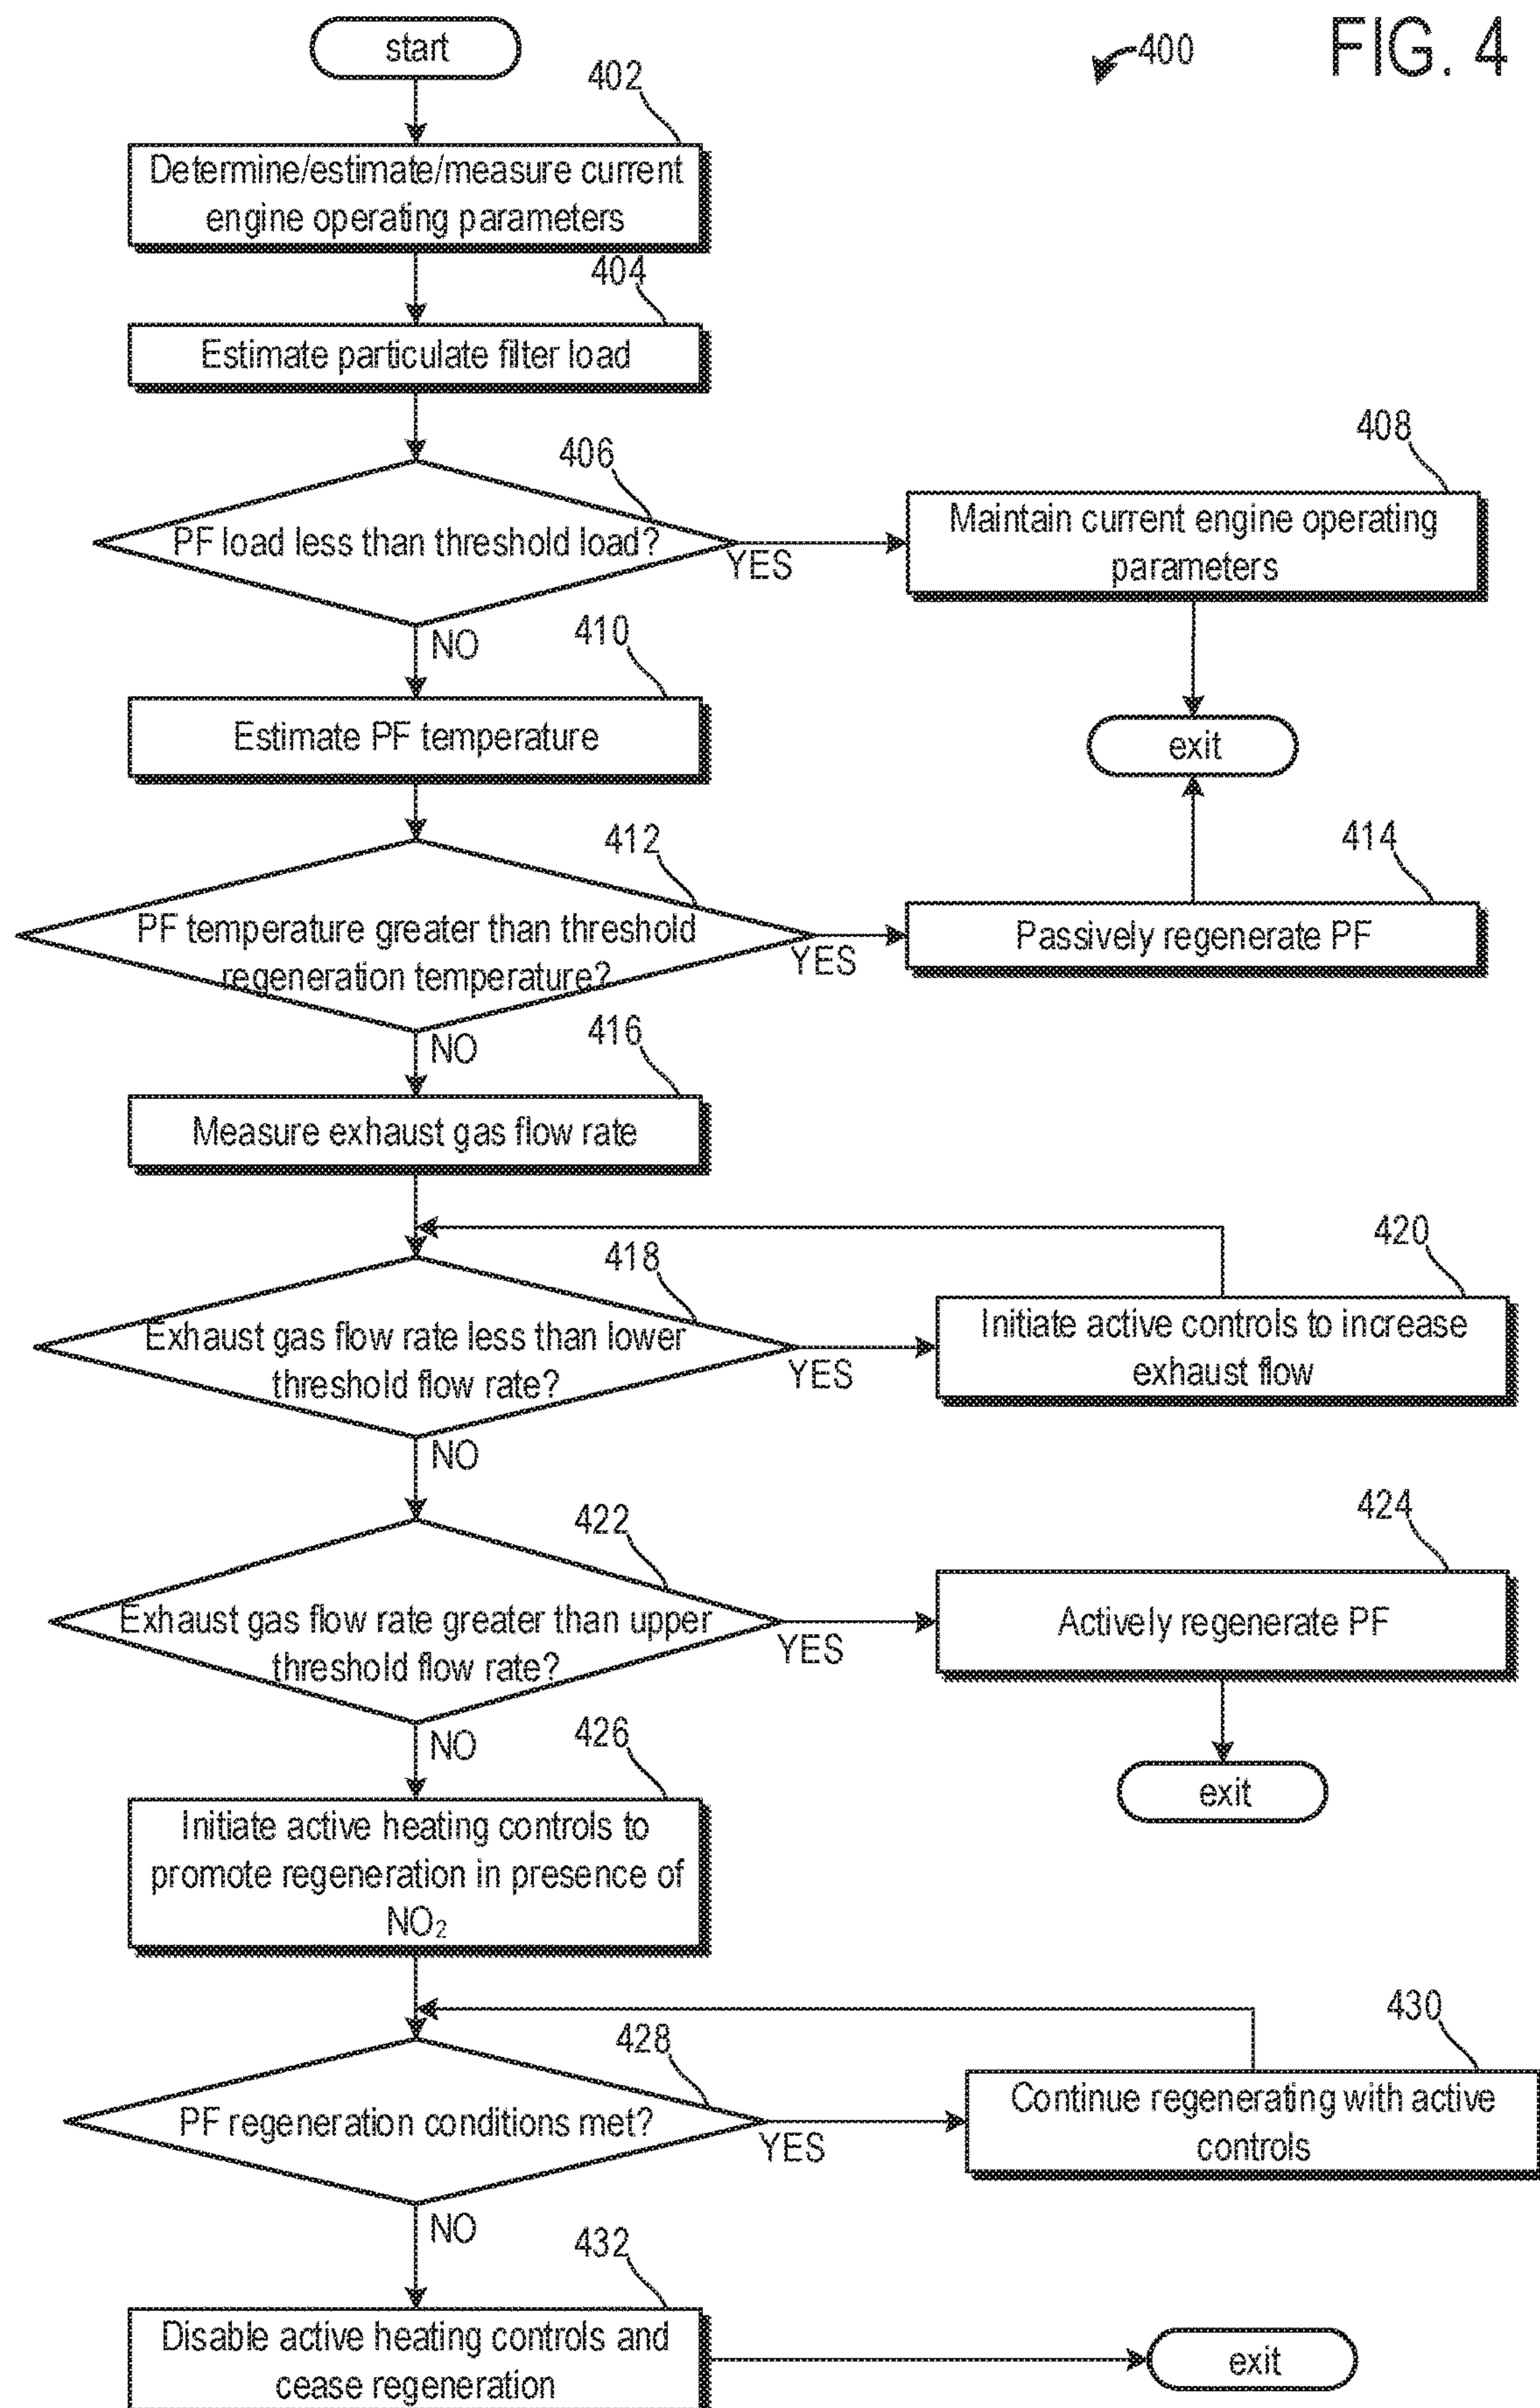 FIG. 4
400
start
402
Determine/estimate/measure current
engine operating parameters
404
Estimate particulate filter load
406
PF load less than threshold load?
YES
NO
408
Maintain current engine operating
parameters
exit
410
Estimate PF temperature
412
PF temperature greater than threshold
regeneration temperature?
YES
NO
414
Passively regenerate PF
416
Measure exhaust gas flow rate
418
Exhaust gas flow rate less than lower
threshold flow rate?
YES
NO
420
Initiate active controls to increase
exhaust flow
422
Exhaust gas flow rate greater than upper
threshold flow rate?
YES
NO
424
Actively regenerate PF
exit
426
Initiate active heating controls to
promote regeneration in presence of
NO₂
428
PF regeneration conditions met?
YES
NO
430
Continue regenerating with active
controls
432
Disable active heating controls and
cease regeneration
exit